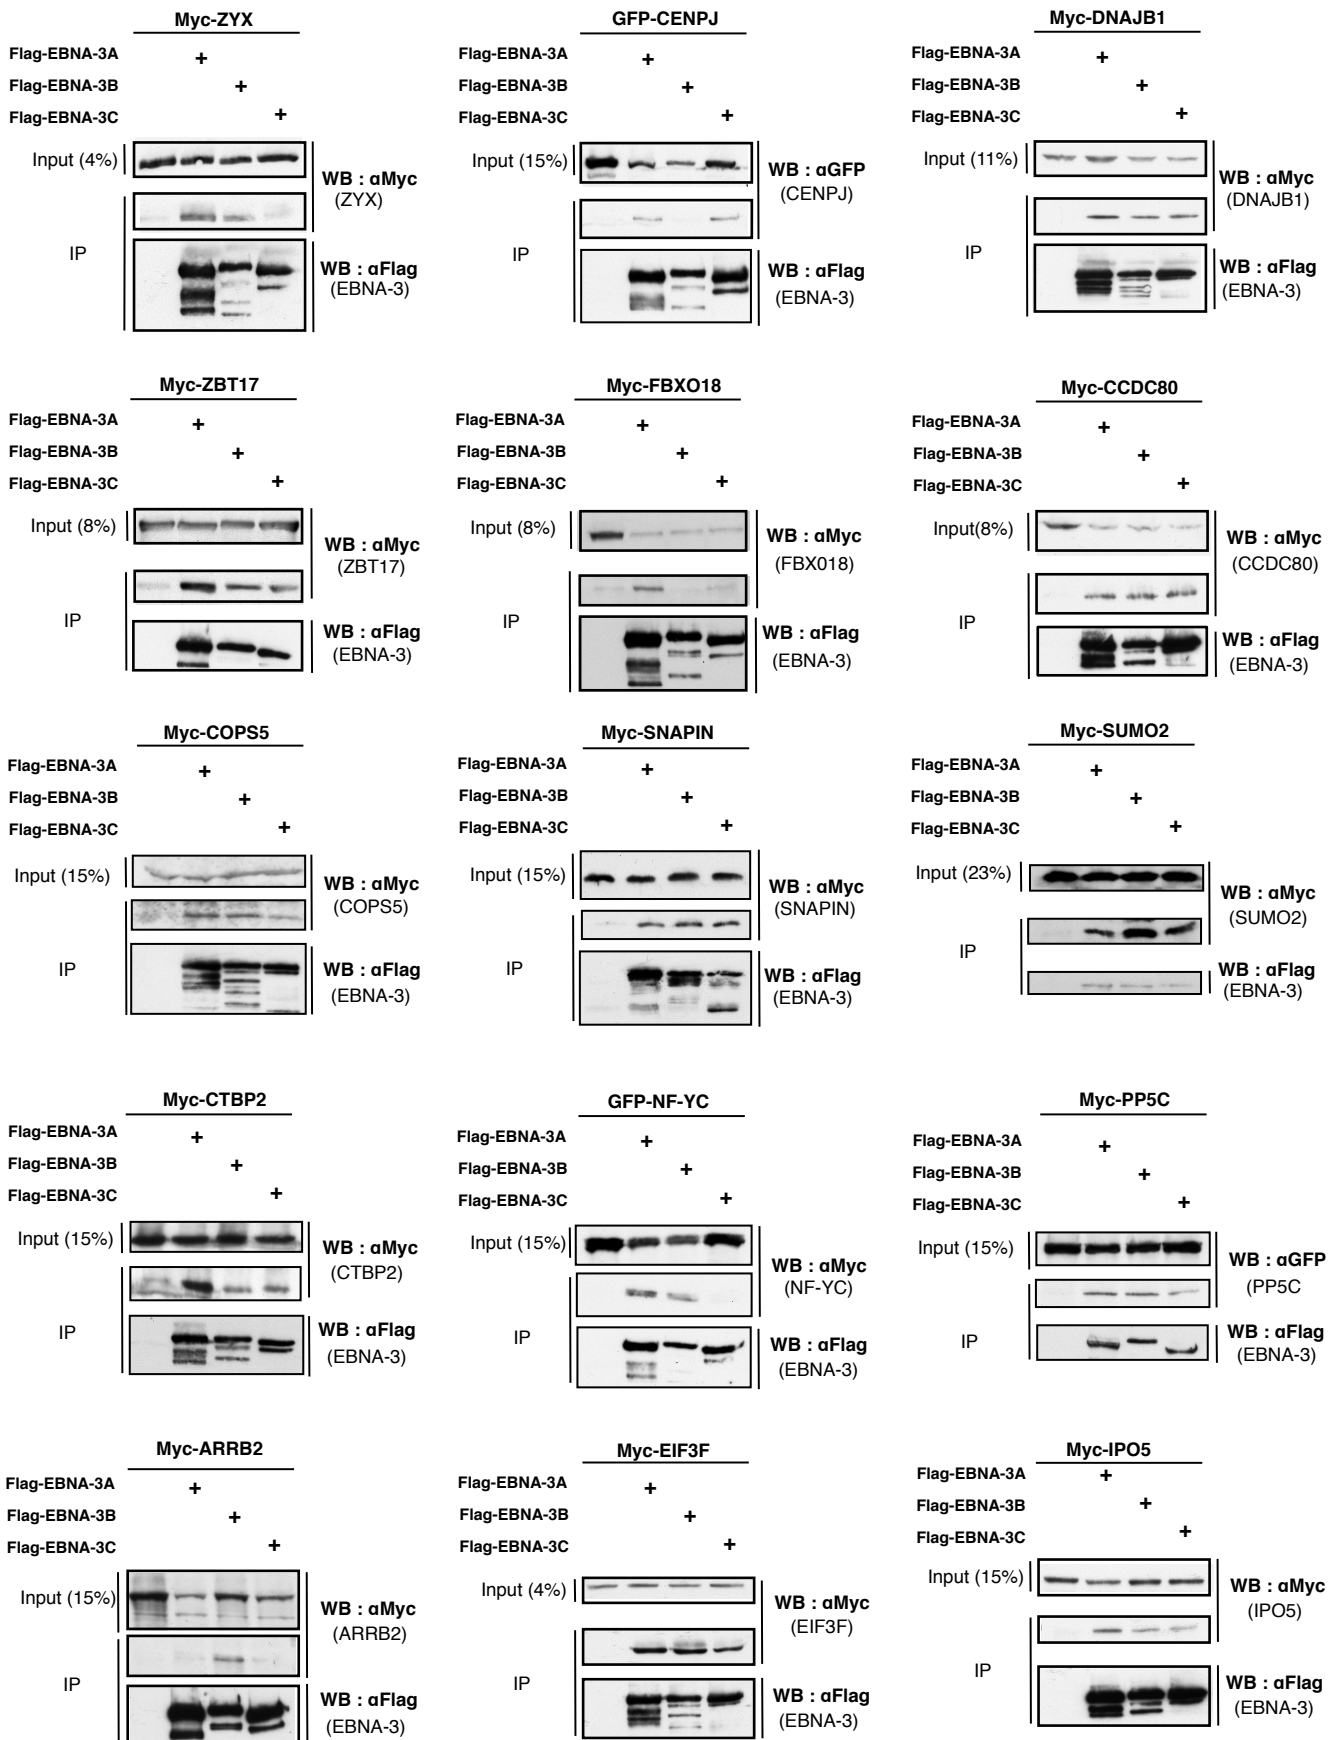 Myc-ZYX
Flag-EBNA-3A +
Flag-EBNA-3B +
Flag-EBNA-3C +
Input (4%)
WB : αMyc
(ZYX)
IP
WB : αFlag
(EBNA-3)
GFP-CENPJ
Flag-EBNA-3A +
Flag-EBNA-3B +
Flag-EBNA-3C +
Input (15%)
WB : αGFP
(CENPJ)
IP
WB : αFlag
(EBNA-3)
Myc-DNAJB1
Flag-EBNA-3A +
Flag-EBNA-3B +
Flag-EBNA-3C +
Input (11%)
WB : αMyc
(DNAJB1)
IP
WB : αFlag
(EBNA-3)
Myc-ZBT17
Flag-EBNA-3A +
Flag-EBNA-3B +
Flag-EBNA-3C +
Input (8%)
WB : αMyc
(ZBT17)
IP
WB : αFlag
(EBNA-3)
Myc-FBXO18
Flag-EBNA-3A +
Flag-EBNA-3B +
Flag-EBNA-3C +
Input (8%)
WB : αMyc
(FBX018)
IP
WB : αFlag
(EBNA-3)
Myc-CCDC80
Flag-EBNA-3A +
Flag-EBNA-3B +
Flag-EBNA-3C +
Input(8%)
WB : αMyc
(CCDC80)
IP
WB : αFlag
(EBNA-3)
Myc-COPS5
Flag-EBNA-3A +
Flag-EBNA-3B +
Flag-EBNA-3C +
Input (15%)
WB : αMyc
(COPS5)
IP
WB : αFlag
(EBNA-3)
Myc-SNAPIN
Flag-EBNA-3A +
Flag-EBNA-3B +
Flag-EBNA-3C +
Input (15%)
WB : αMyc
(SNAPIN)
IP
WB : αFlag
(EBNA-3)
Myc-SUMO2
Flag-EBNA-3A +
Flag-EBNA-3B +
Flag-EBNA-3C +
Input (23%)
WB : αMyc
(SUMO2)
IP
WB : αFlag
(EBNA-3)
Myc-CTBP2
Flag-EBNA-3A +
Flag-EBNA-3B +
Flag-EBNA-3C +
Input (15%)
WB : αMyc
(CTBP2)
IP
WB : αFlag
(EBNA-3)
GFP-NF-YC
Flag-EBNA-3A +
Flag-EBNA-3B +
Flag-EBNA-3C +
Input (15%)
WB : αMyc
(NF-YC)
IP
WB : αFlag
(EBNA-3)
Myc-PP5C
Flag-EBNA-3A +
Flag-EBNA-3B +
Flag-EBNA-3C +
Input (15%)
WB : αGFP
(PP5C
IP
WB : αFlag
(EBNA-3)
Myc-ARRB2
Flag-EBNA-3A +
Flag-EBNA-3B +
Flag-EBNA-3C +
Input (15%)
WB : αMyc
(ARRB2)
IP
WB : αFlag
(EBNA-3)
Myc-EIF3F
Flag-EBNA-3A +
Flag-EBNA-3B +
Flag-EBNA-3C +
Input (4%)
WB : αMyc
(EIF3F)
IP
WB : αFlag
(EBNA-3)
Myc-IPO5
Flag-EBNA-3A +
Flag-EBNA-3B +
Flag-EBNA-3C +
Input (15%)
WB : αMyc
(IPO5)
IP
WB : αFlag
(EBNA-3)